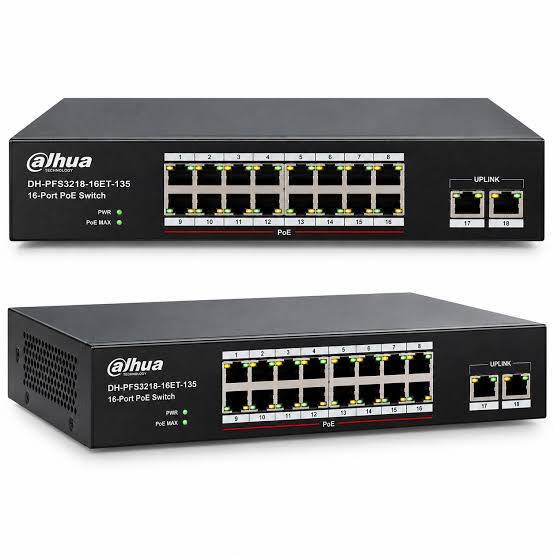 alhua
TECHNOLOGY
DH-PFS3218-16ET-135
16-Port PoE Switch
PWR
PoE MAX
1 2 3 4 5 6 7 8
9 10 11 12 13 14 15 16
PoE
UPLINK
17 18
alhua
TECHNOLOGY
DH-PFS3218-16ET-135
16-Port PoE Switch
PWR
PoE MAX
1 2 3 4 5 6 7 8
9 10 11 12 13 14 15 16
PoE
UPLINK
17 18